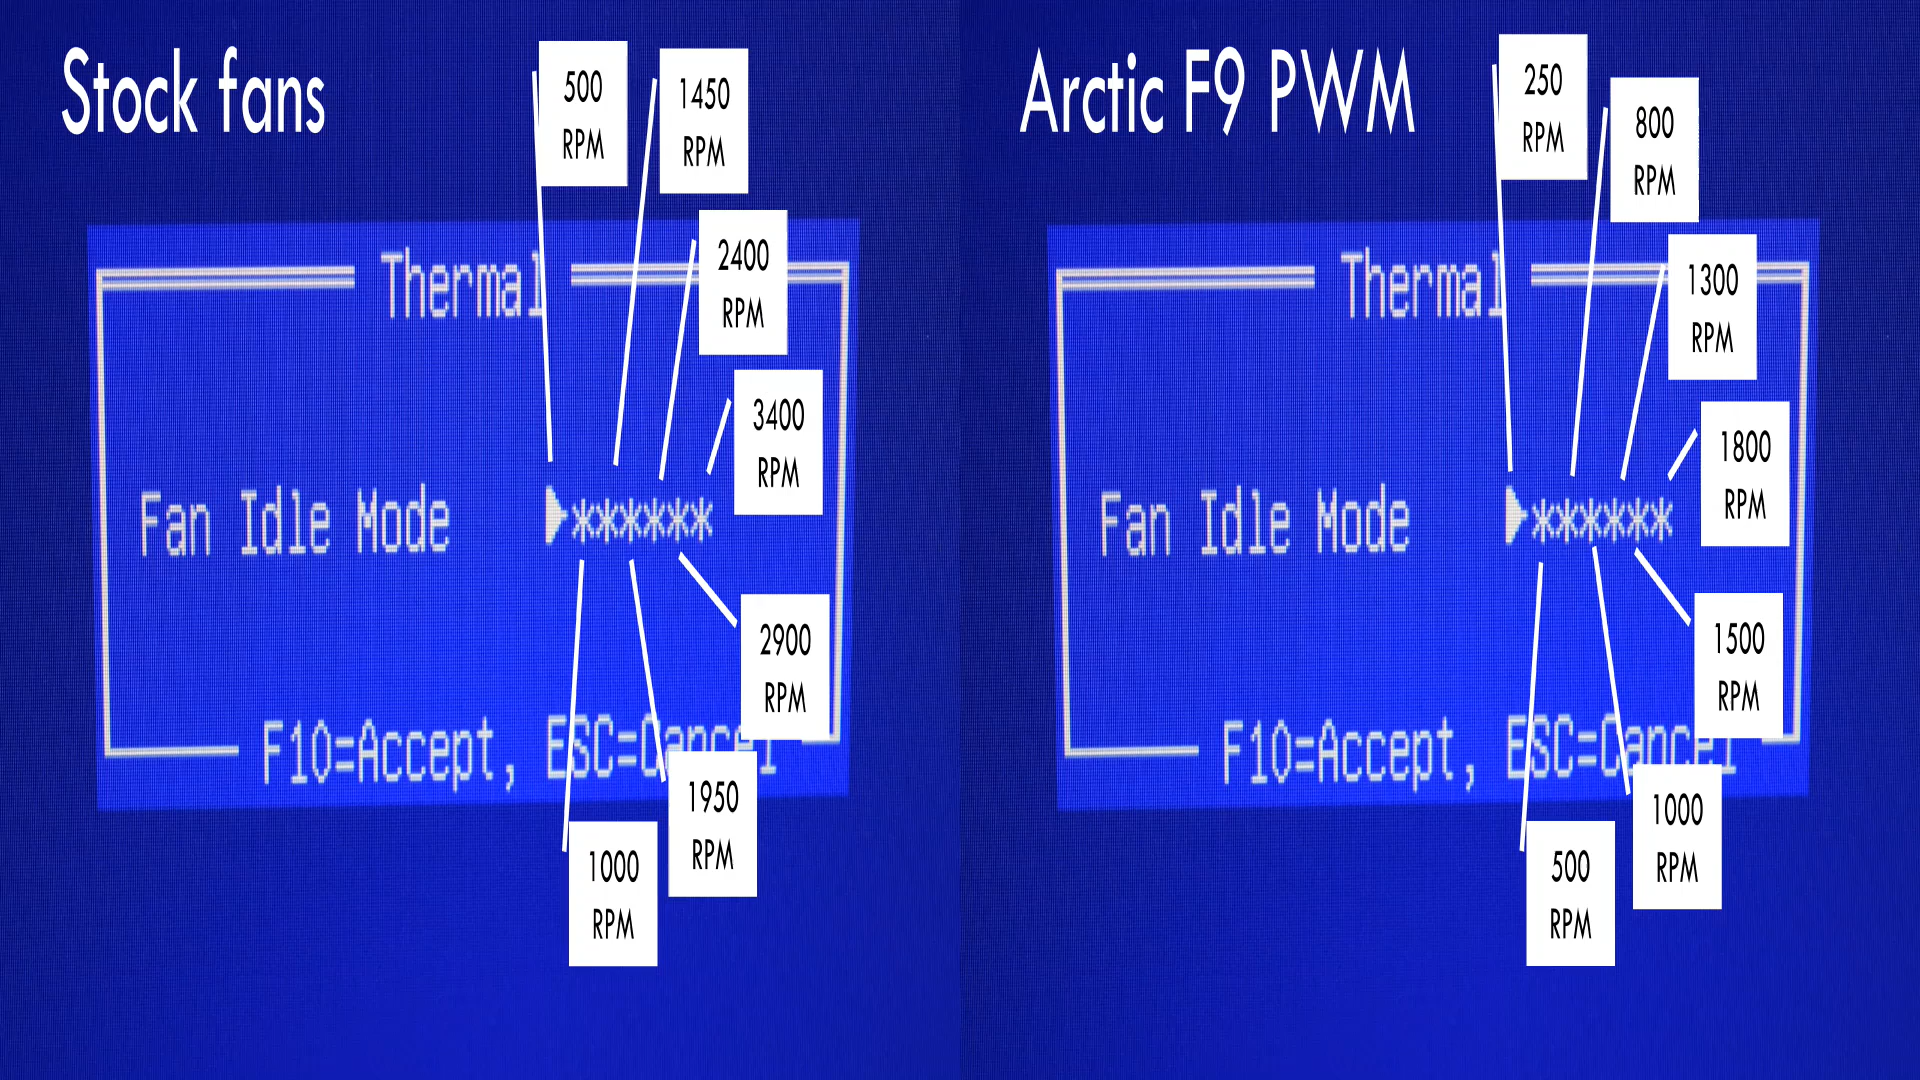 Stock fans
500
RPM
1450
RPM
2400
RPM
3400
RPM
Thermal
Fan Idle Mode ▶******
2900
RPM
F10=Accept, ESC=Cancel
1950
RPM
1000
RPM
Arctic F9 PWM
250
RPM
800
RPM
1300
RPM
1800
RPM
Thermal
Fan Idle Mode ▶******
1500
RPM
F10=Accept, ESC=Cancel
1000
RPM
500
RPM